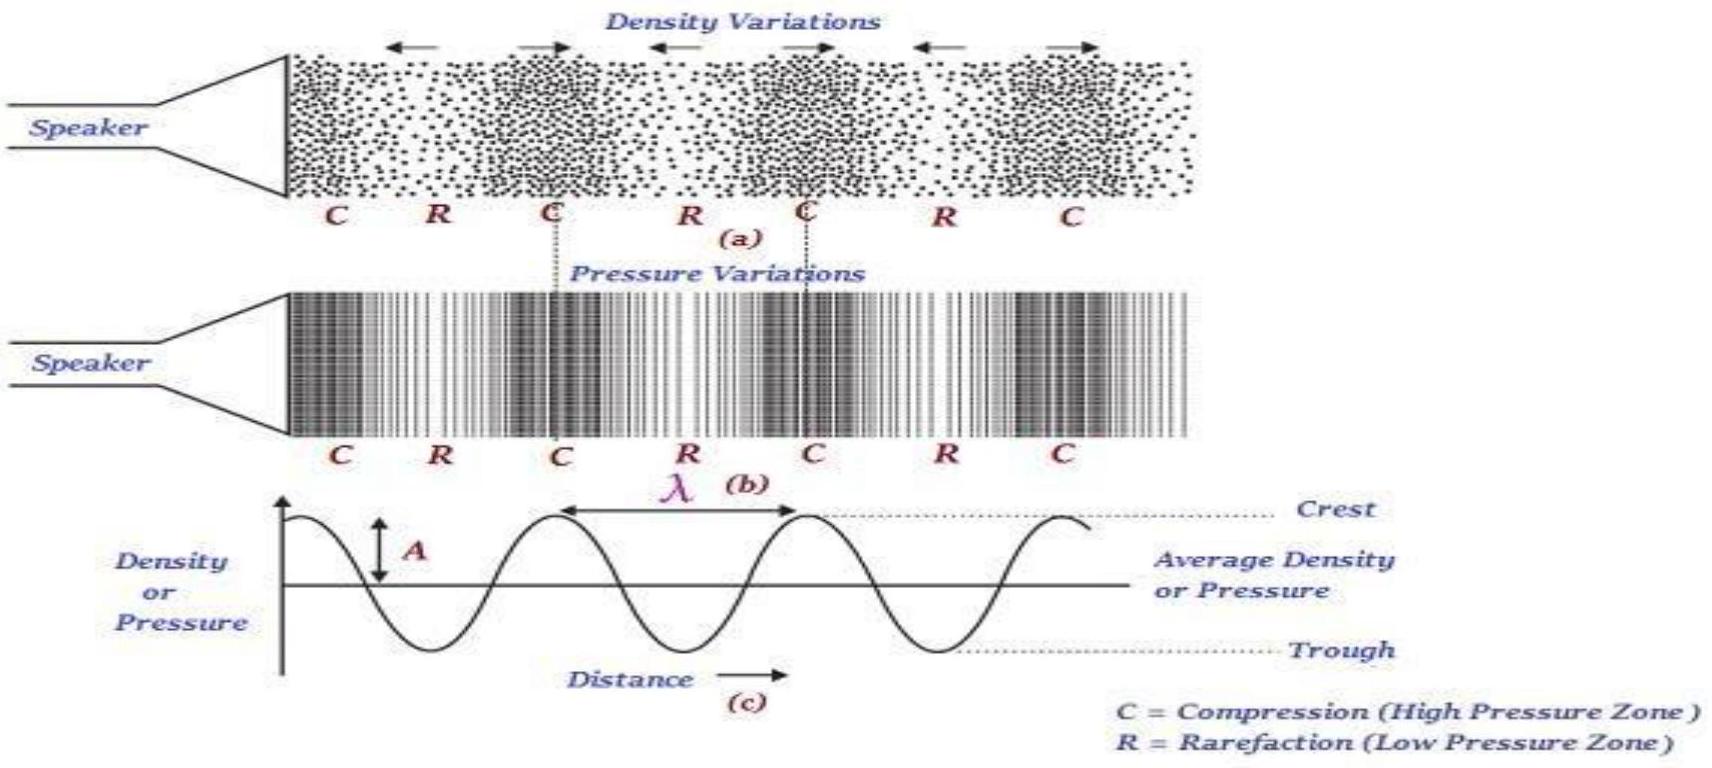 Density Variations
Speaker
C R C R C R C
(a)
Pressure Variations
Speaker
C R C R C R C
λ (b)
Crest
A
Density
or
Pressure
Average Density
or Pressure
Trough
Distance
(c)
C = Compression (High Pressure Zone)
R = Rarefaction (Low Pressure Zone)